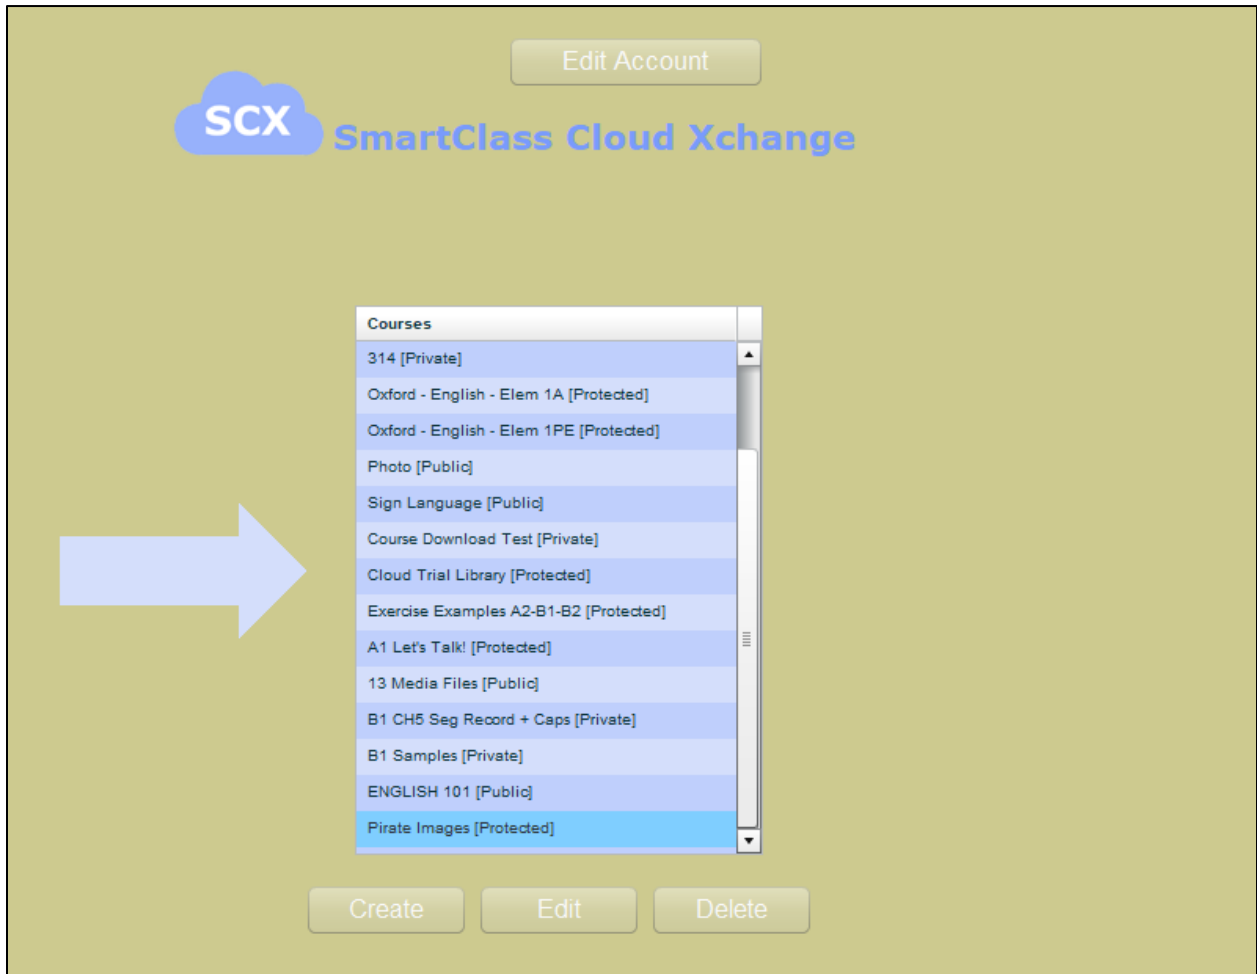 Edit Account
SCX
SmartClass Cloud Xchange
Courses
314 [Private]
Oxford - English - Elem 1A [Protected]
Oxford - English - Elem 1PE [Protected]
Photo [Public]
Sign Language [Public]
Course Download Test [Private]
Cloud Trial Library [Protected]
Exercise Examples A2-B1-B2 [Protected]
A1 Let's Talk! [Protected]
13 Media Files [Public]
B1 CH5 Seg Record + Caps [Private]
B1 Samples [Private]
ENGLISH 101 [Public]
Pirate Images [Protected]
Create Edit Delete